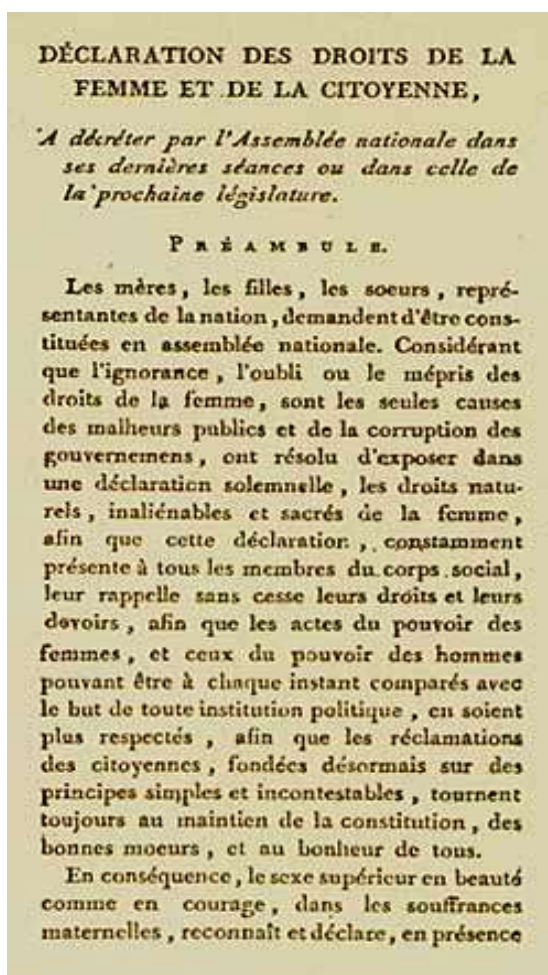 DÉCLARATION DES DROITS DE LA
FEMME ET DE LA CITOYENNE,
A décréter par l'Assemblée nationale dans
ses dernières séances ou dans celle de
la prochaine législature.
PRÉAMBULE.
Les mères, les filles, les soeurs, repré-
sentantes de la nation, demandent d'être cons-
tituées en assemblée nationale. Considérant
que l'ignorance, l'oubli ou le mépris des
droits de la femme, sont les seules causes
des malheurs publics et de la corruption des
gouvernemens, ont résolu d'exposer dans
une déclaration solemnelle, les droits natu-
rels, inaliénables et sacrés de la femme,
afin que cette déclaration, constamment
présente à tous les membres du corps social,
leur rappelle sans cesse leurs droits et leurs
devoirs, afin que les actes du pouvoir des
femmes, et ceux du pouvoir des hommes
pouvant être à chaque instant comparés avec
le but de toute institution politique, en soient
plus respectés, afin que les réclamations
des citoyennes, fondées désormais sur des
principes simples et incontestables, tournent
toujours au maintien de la constitution, des
bonnes moeurs, et au bonheur de tous.
En conséquence, le sexe supérieur en beauté
comme en courage, dans les souffrances
maternelles, reconnaît et déclare, en présence